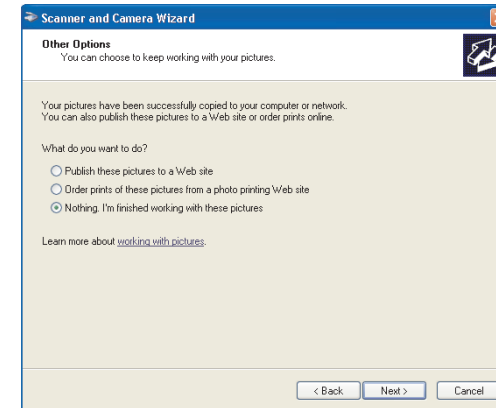 Scanner and Camera Wizard
Other Options
You can choose to keep working with your pictures.
Your pictures have been successfully copied to your computer or network.
You can also publish these pictures to a Web site or order prints online.
What do you want to do?
Publish these pictures to a Web site
Order prints of these pictures from a photo printing Web site
Nothing. I'm finished working with these pictures
Learn more about working with pictures.
< Back Next > Cancel